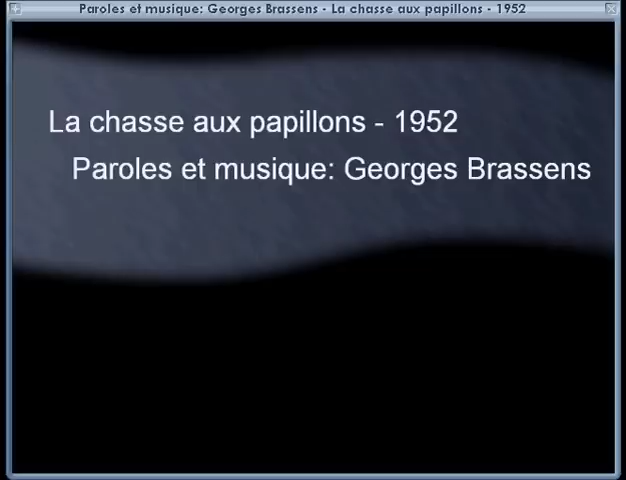 Paroles et musique: Georges Brassens - La chasse aux papillons - 1952
La chasse aux papillons - 1952
Paroles et musique: Georges Brassens